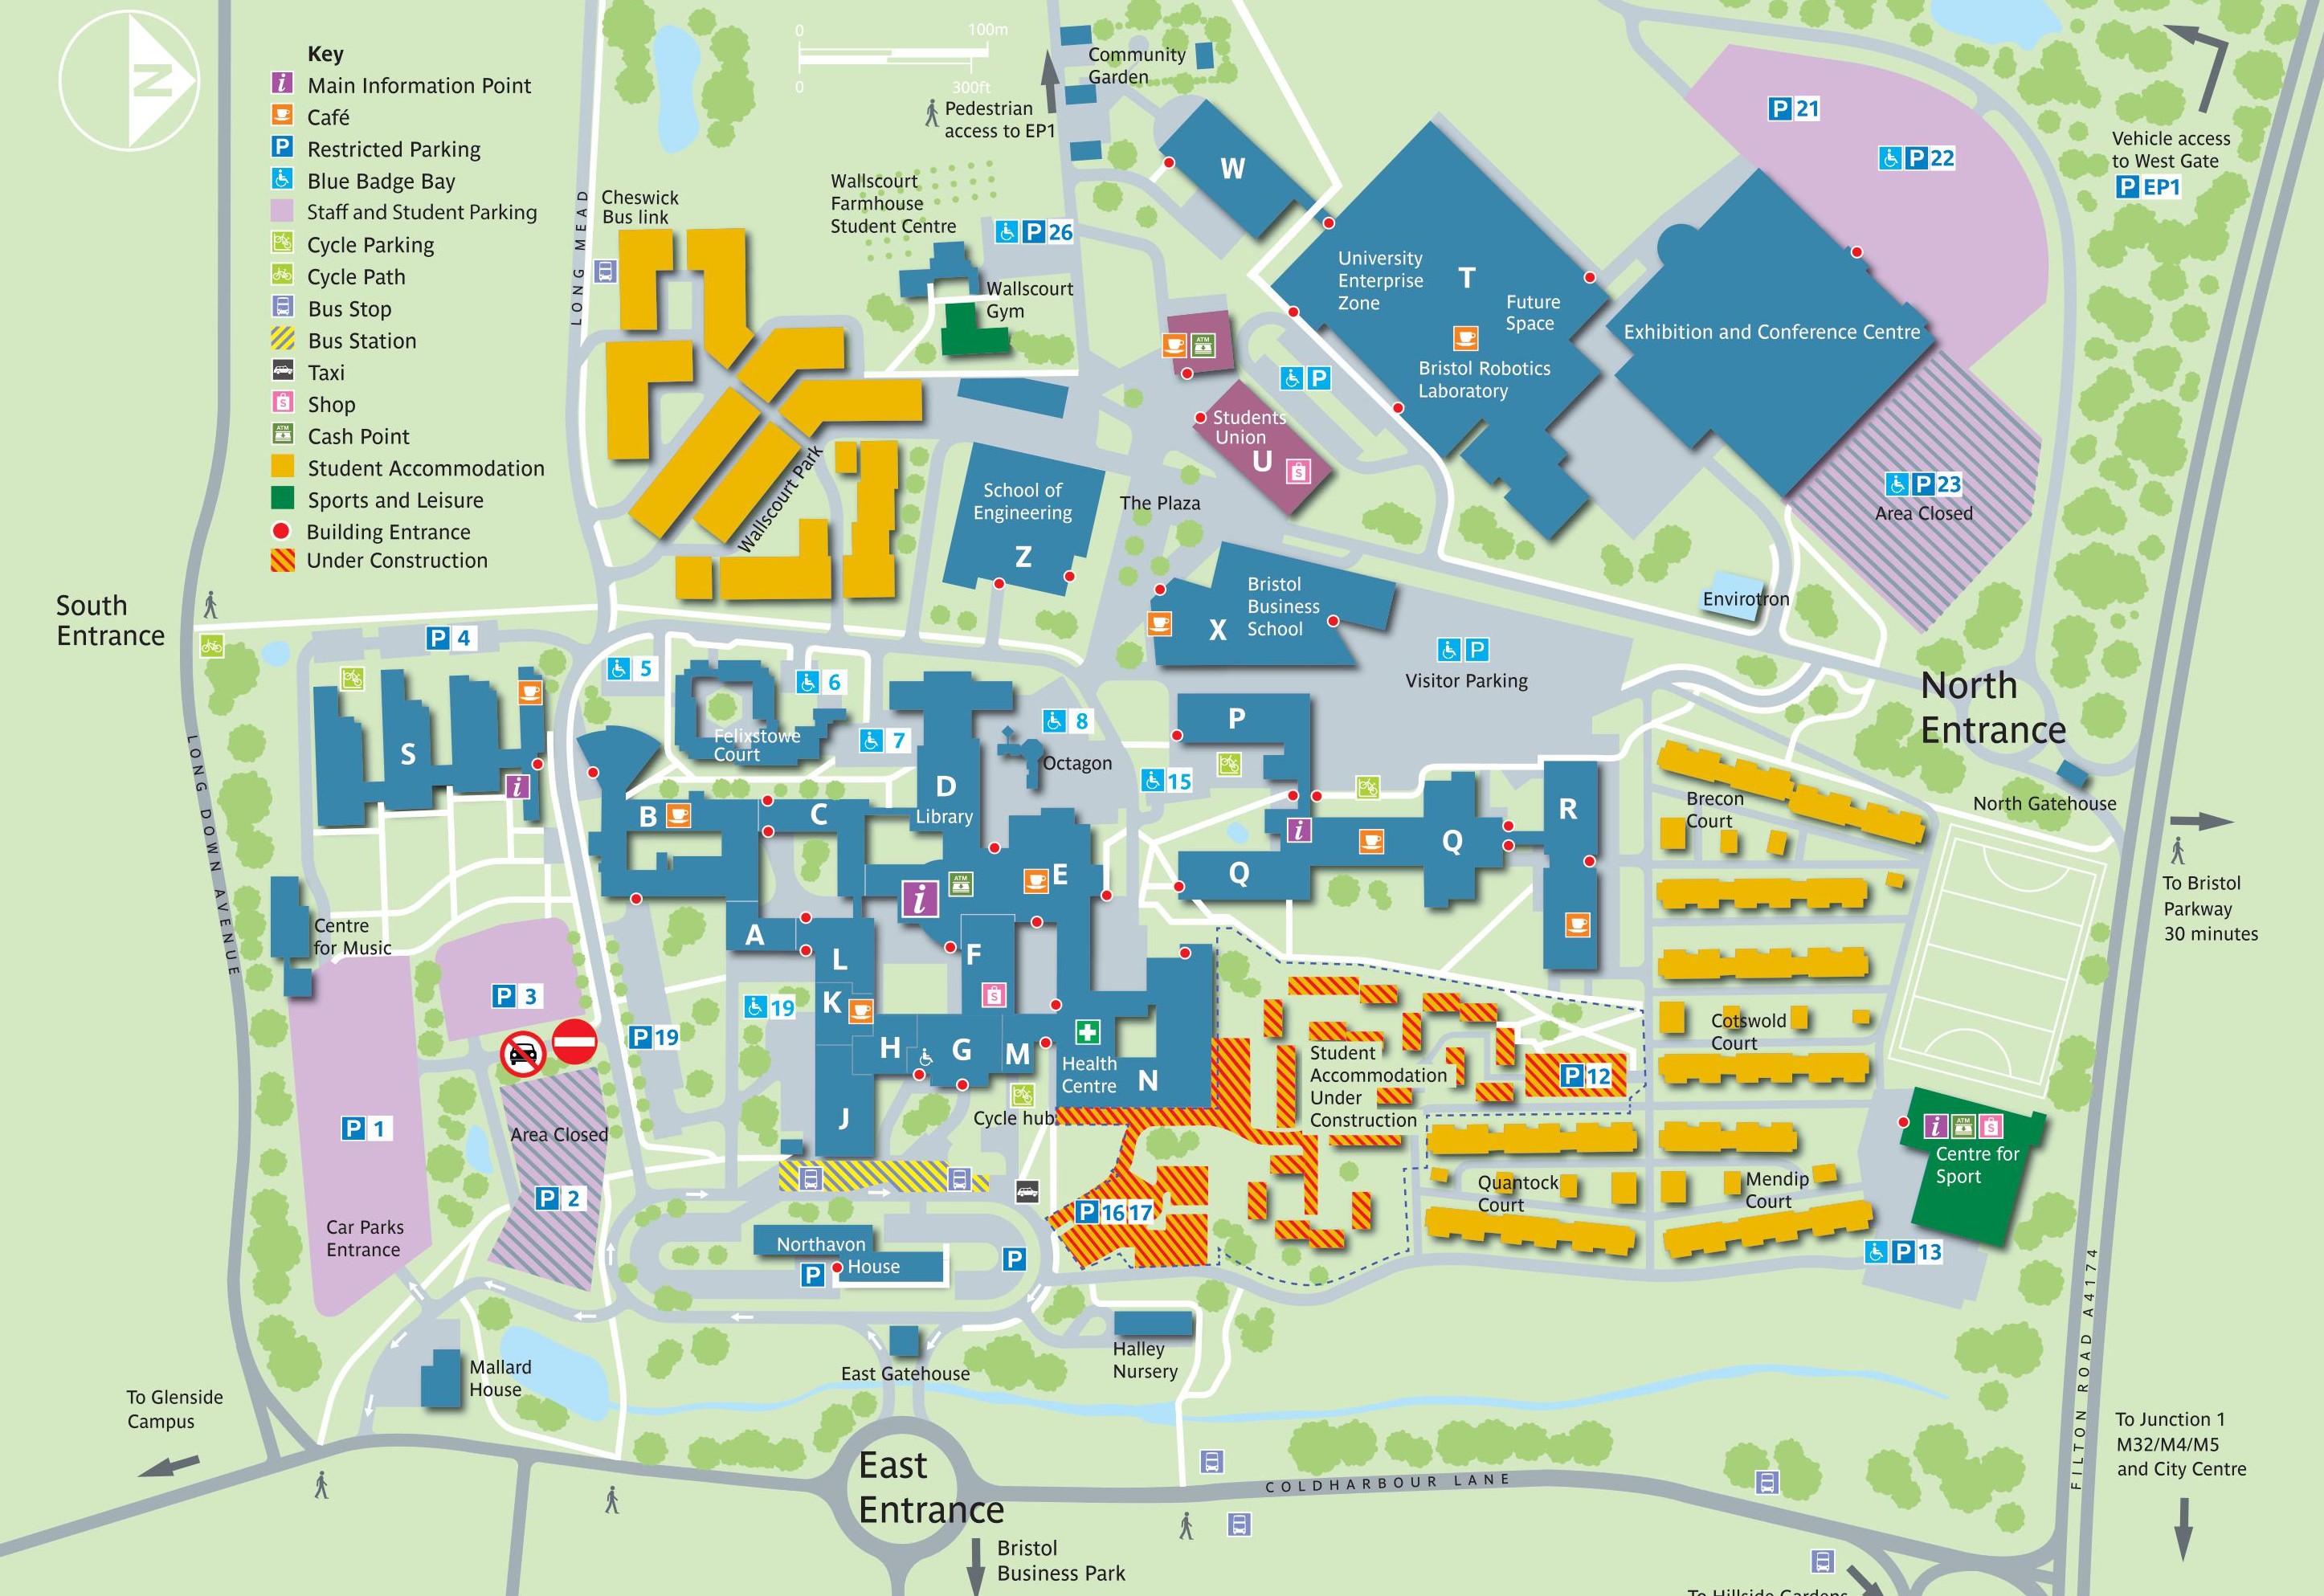 N
Key
Main Information Point
Café
Restricted Parking
Blue Badge Bay
Staff and Student Parking
Cycle Parking
Cycle Path
Bus Stop
Bus Station
Taxi
Shop
Cash Point
Student Accommodation
Sports and Leisure
Building Entrance
Under Construction
0 100m
0 300ft
Pedestrian
access to EP1
Community
Garden
Cheswick
Bus link
LONG MEAD
Wallscourt
Farmhouse
Student Centre
P 26
Wallscourt
Gym
W
University
Enterprise
Zone
T
Future
Space
Bristol Robotics
Laboratory
Exhibition and Conference Centre
P 21
P 22
Vehicle access
to West Gate
P EP1
ATM
P
Students
Union
U
S
The Plaza
Wallscourt Park
School of
Engineering
Z
P 23
Area Closed
Envirotron
Bristol
Business
School
X
P
Visitor Parking
North
Entrance
North Gatehouse
South
Entrance
P 4
5
6
7
8
15
Felixstowe
Court
Octagon
S
i
B
C
D
Library
E
i
ATM
P
Q
i
Q
R
Brecon
Court
To Bristol
Parkway
30 minutes
LONG DOWN AVENUE
Centre
for Music
A
L
K
F
S
H
G
M
J
N
Health
Centre
Cycle hub
P 3
P 19
19
P 1
Area Closed
P 2
Car Parks
Entrance
Student
Accommodation
Under
Construction
P 12
P 16 17
Cotswold
Court
Quantock
Court
Mendip
Court
i ATM S
Centre for
Sport
P 13
FILTON ROAD A4174
Northavon
House
P
P
East Gatehouse
Halley
Nursery
Mallard
House
To Glenside
Campus
East
Entrance
COLDHARBOUR LANE
Bristol
Business Park
To Junction 1
M32/M4/M5
and City Centre
To Hillside Gardens